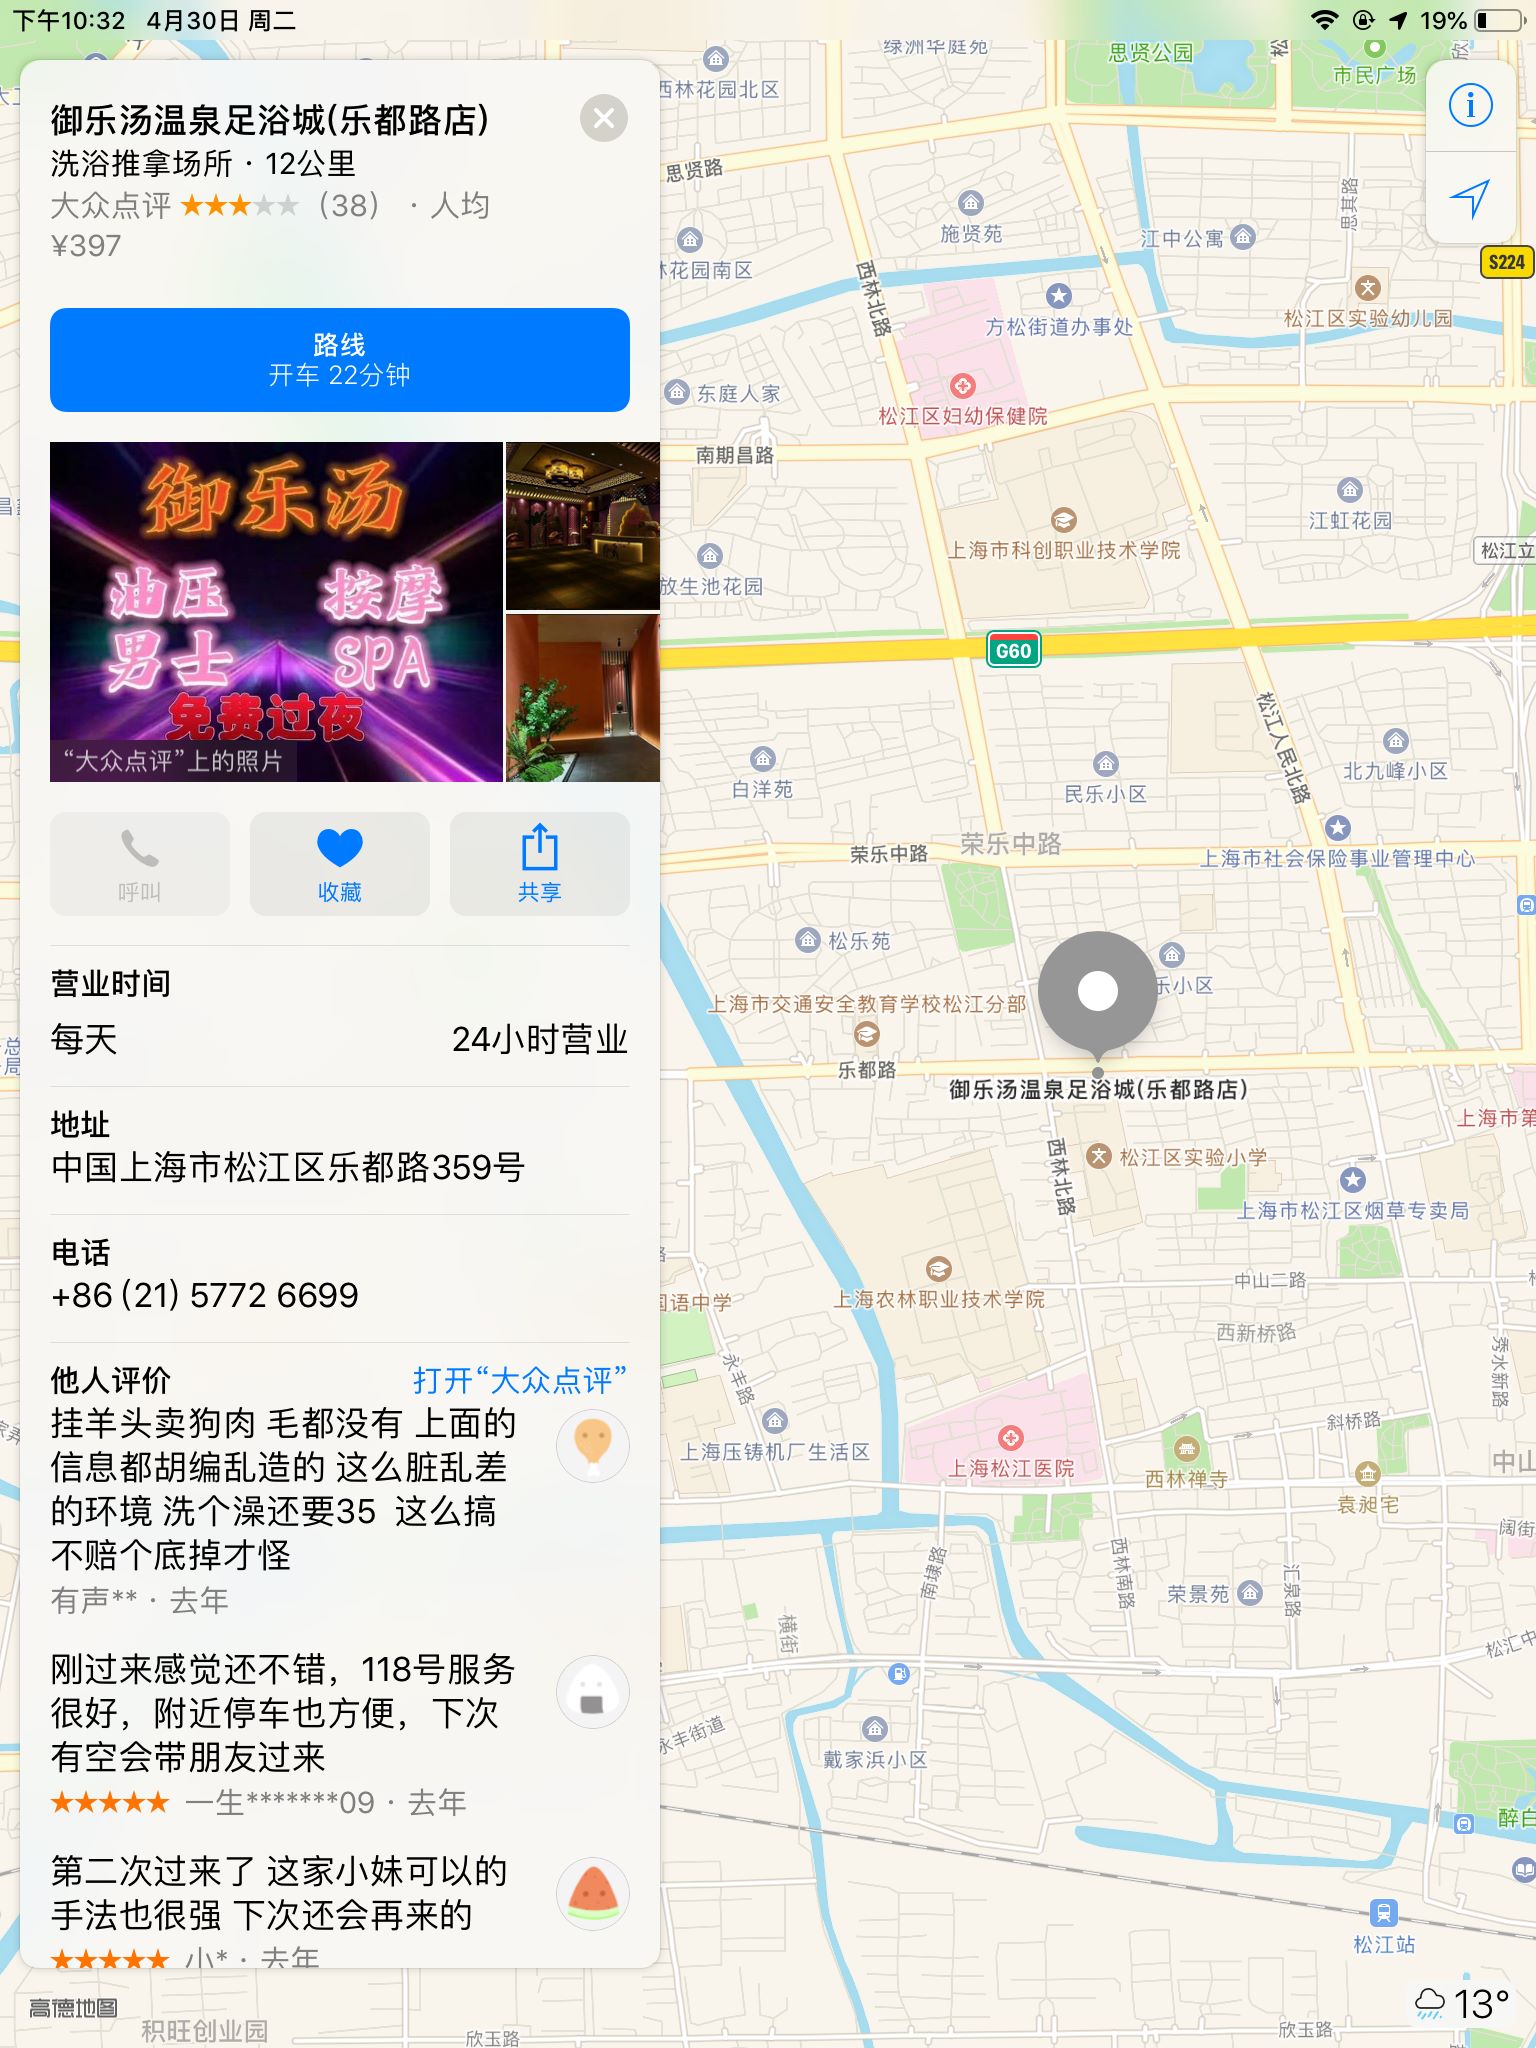 下午10:32 4月30日 周二
19%
御乐汤温泉足浴城(乐都路店)
洗浴推拿场所 · 12公里
大众点评 ★★★★★ (38) · 人均
¥397
路线
开车 22分钟
御乐汤
油压 按摩
男士 SPA
免费过夜
“大众点评”上的照片
呼叫
收藏
共享
营业时间
每天 24小时营业
地址
中国上海市松江区乐都路359号
电话
+86 (21) 5772 6699
他人评价 打开“大众点评”
挂羊头卖狗肉 毛都没有 上面的
信息都胡编乱造的 这么脏乱差
的环境 洗个澡还要35 这么搞
不赔个底掉才怪
有声** · 去年
刚过来感觉还不错，118号服务
很好，附近停车也方便，下次
有空会带朋友过来
★★★★★ 一生*******09 · 去年
第二次过来了 这家小妹可以的
手法也很强 下次还会再来的
★★★★★ 小* · 去年
高德地图
积旺创业园
欣玉路
绿洲华庭苑
思贤公园
市民广场
西林花园北区
思贤路
施贤苑
江中公寓
思其路
S224
林花园南区
西林北路
方松街道办事处
松江区实验幼儿园
东庭人家
松江区妇幼保健院
南期昌路
江虹花园
上海市科创职业技术学院
松江立
放生池花园
G60
松江人民北路
白洋苑
民乐小区
北九峰小区
荣乐中路
荣乐中路
上海市社会保险事业管理中心
松乐苑
乐小区
上海市交通安全教育学校松江分部
乐都路
御乐汤温泉足浴城(乐都路店)
上海市第
西林北路
松江区实验小学
上海市松江区烟草专卖局
上海农林职业技术学院
中山二路
国语中学
西新桥路
永丰路
秀水新路
上海压铸机厂生活区
斜桥路
上海松江医院
西林禅寺
中山
袁昶宅
阔街
南埭路
西林南路
荣景苑
汇泉路
横街
松汇中
永丰街道
戴家浜小区
醉白
松江站
13°
欣玉路